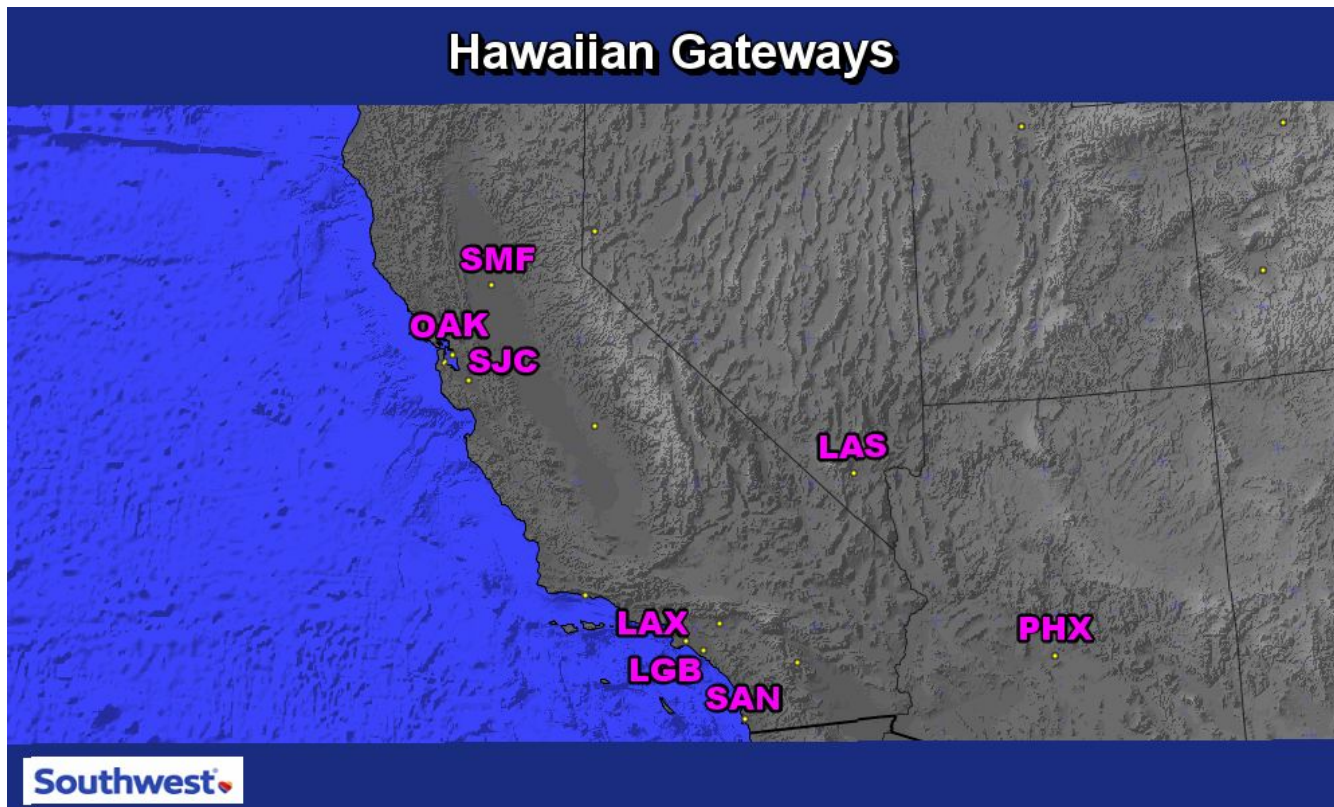 Hawaiian Gateways
SMF
OAK
SJC
LAS
LAX
PHX
LGB
SAN
Southwest